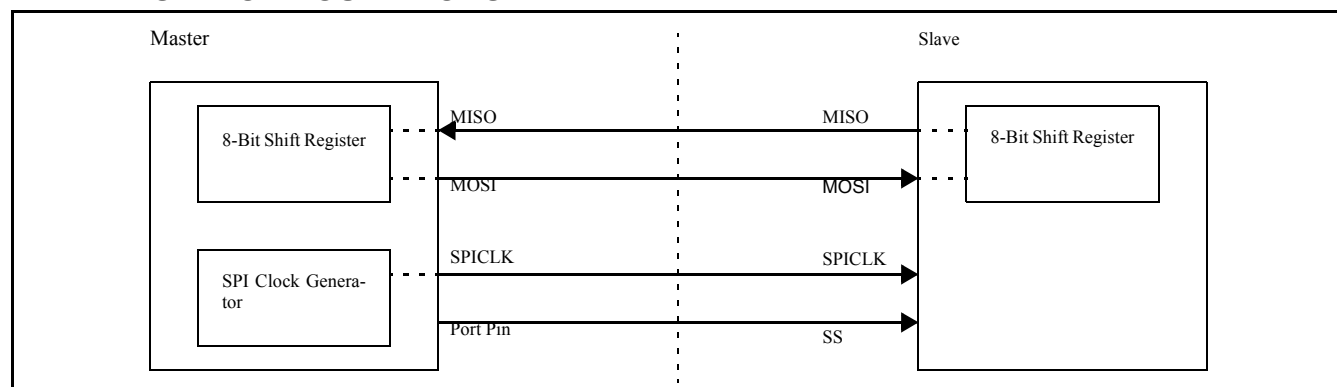 Master
Slave
MISO
MISO
8-Bit Shift Register
8-Bit Shift Register
MOSI
MOSI
SPICLK
SPICLK
SPI Clock Genera-
tor
Port Pin
SS